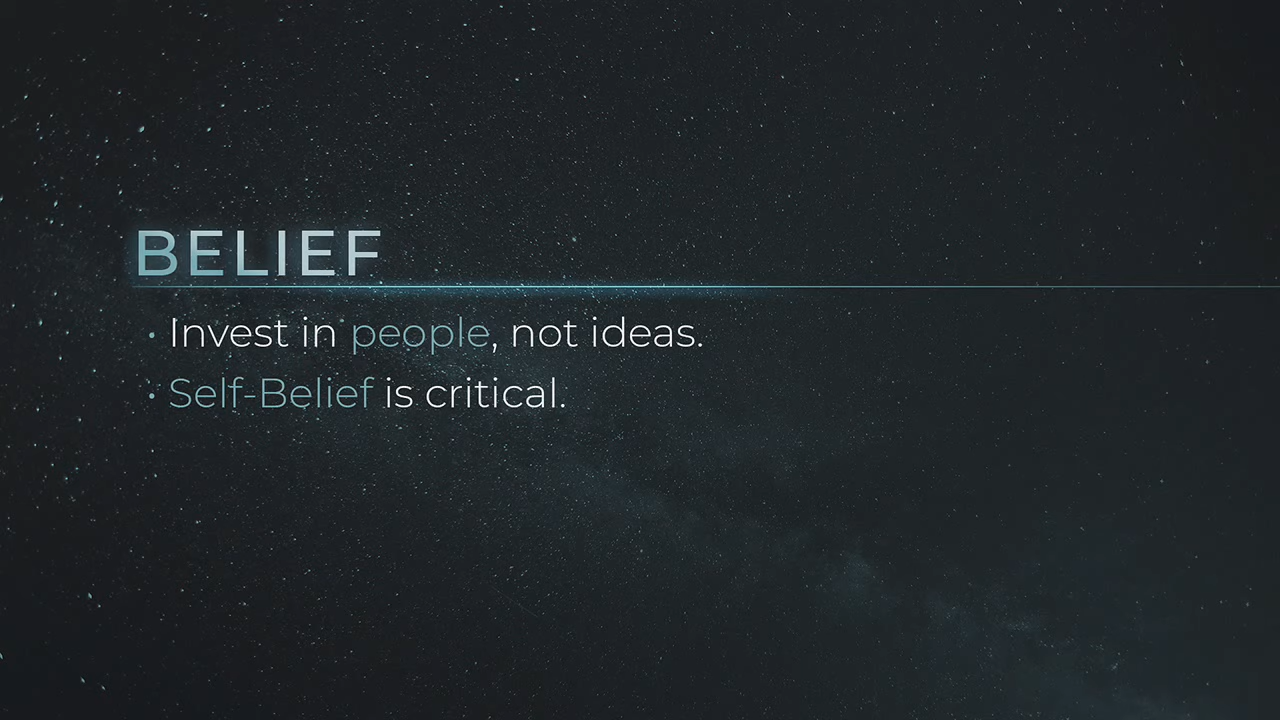 BELIEF
• Invest in people, not ideas.
• Self-Belief is critical.